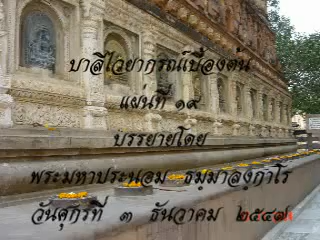 บาลีไวยากรณ์เบื้องต้น
แผ่นที่ ๑๙
บรรยายโดย
พระมหาประนอม ธมฺมาลงฺกาโร
วันศุกร์ที่ ๓ ธันวาคม ๒๕๔๗